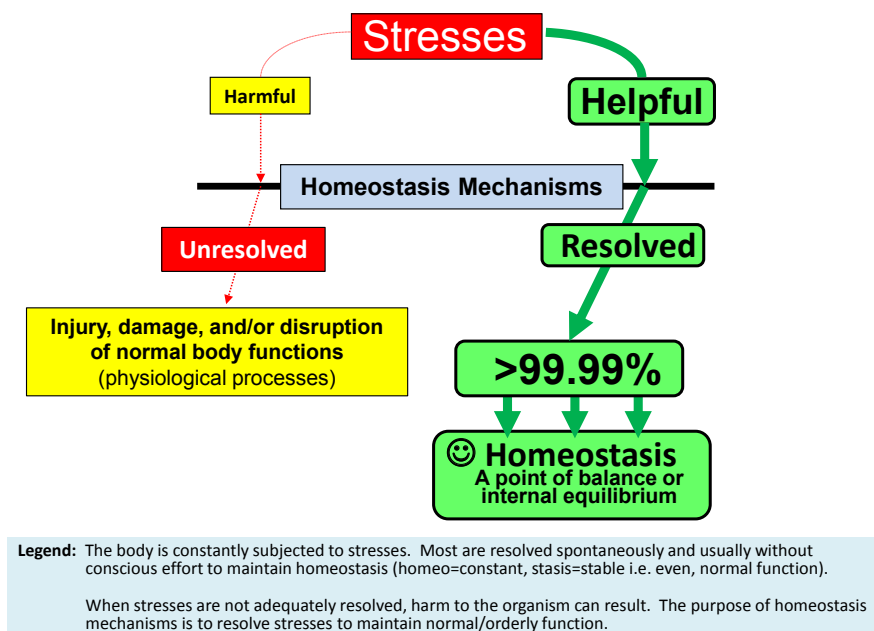 Stresses
Harmful
Helpful
Homeostasis Mechanisms
Unresolved
Resolved
Injury, damage, and/or disruption
of normal body functions
(physiological processes)
>99.99%
☺ Homeostasis
A point of balance or
internal equilibrium
Legend: The body is constantly subjected to stresses. Most are resolved spontaneously and usually without
conscious effort to maintain homeostasis (homeo=constant, stasis=stable i.e. even, normal function).
When stresses are not adequately resolved, harm to the organism can result. The purpose of homeostasis
mechanisms is to resolve stresses to maintain normal/orderly function.